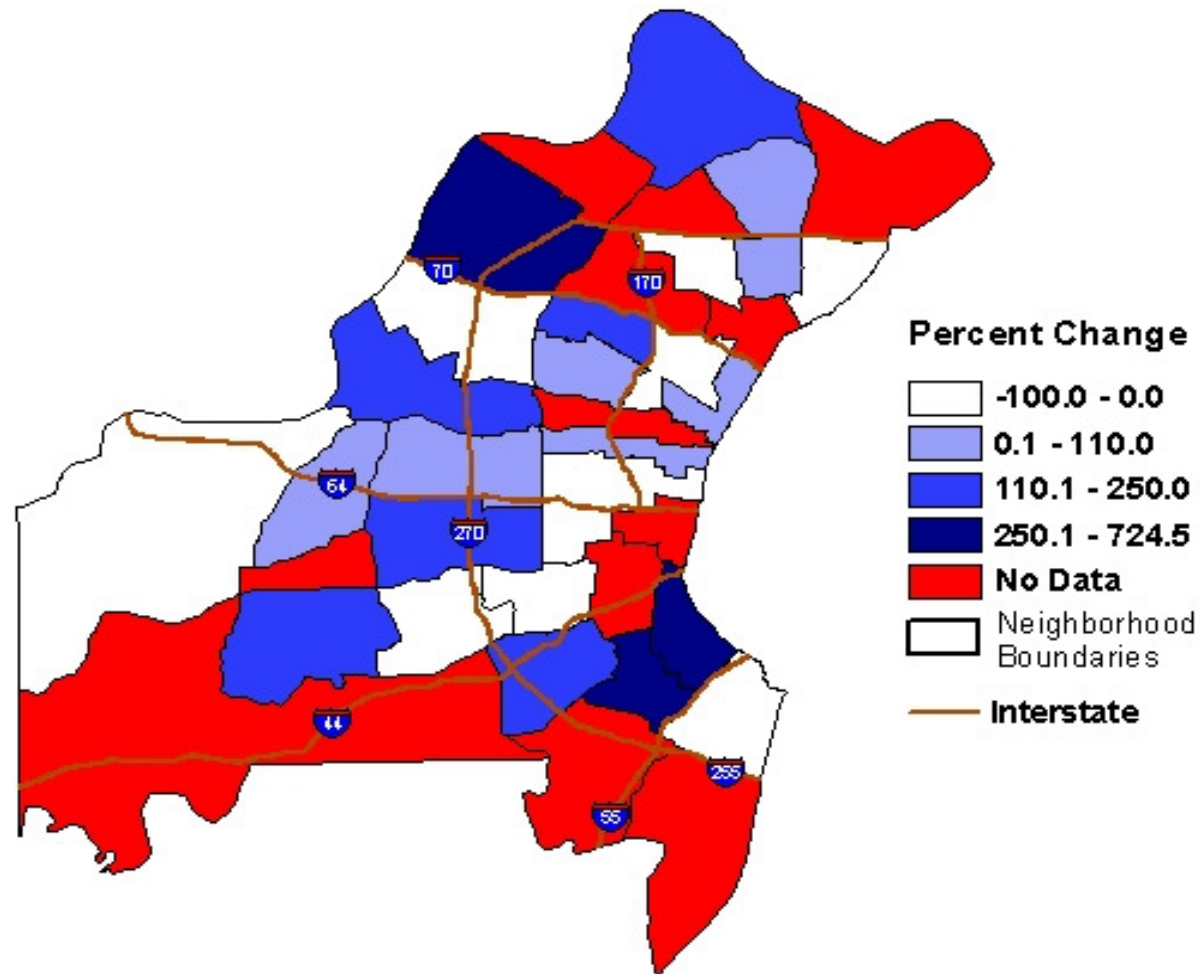 70
170
64
270
44
255
55
Percent Change
-100.0 - 0.0
0.1 - 110.0
110.1 - 250.0
250.1 - 724.5
No Data
Neighborhood
Boundaries
Interstate